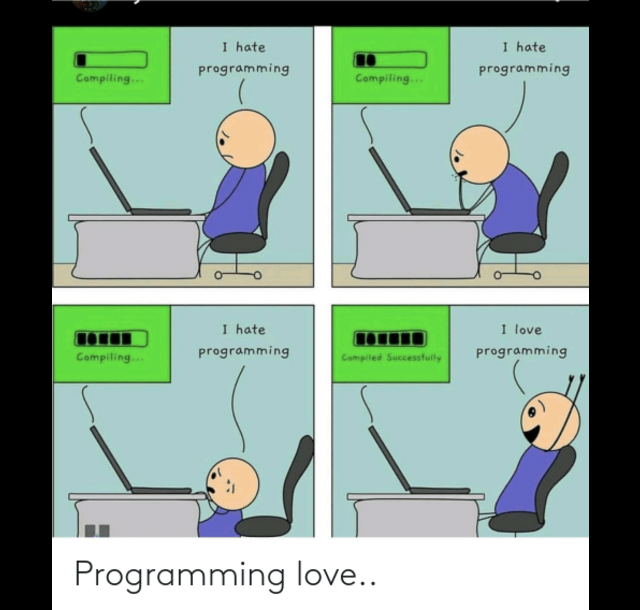 I hate
programming
Compiling...
I hate
programming
Compiling...
I hate
programming
Compiling...
I love
programming
Compiled Successfully
Programming love..